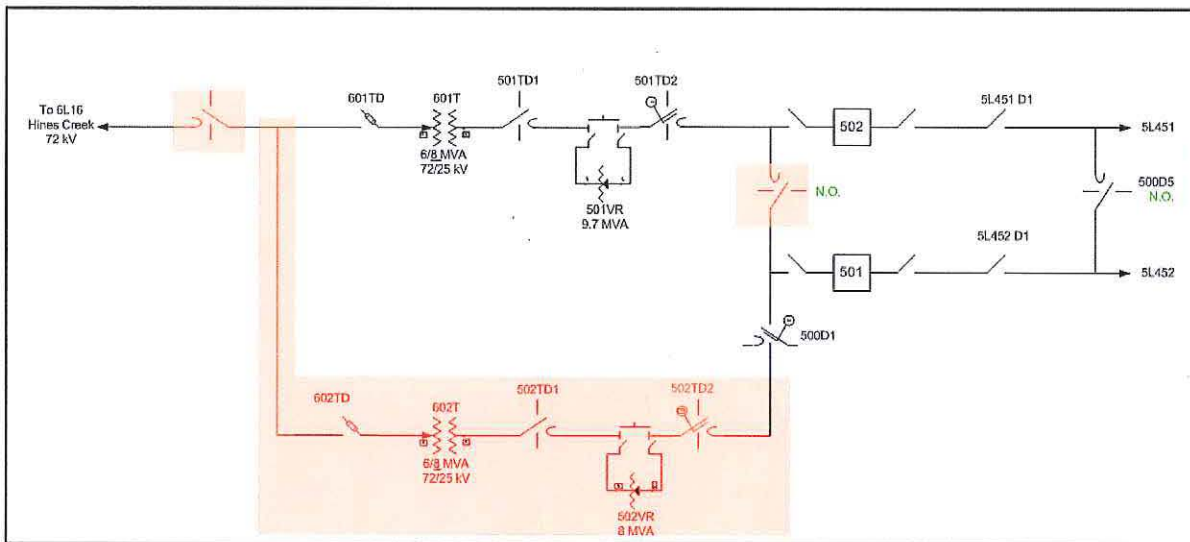 To 6L16
Hines Creek
72 kV
601TD
601T
6/8 MVA
72/25 kV
501TD1
501VR
9.7 MVA
501TD2
502
5L451 D1
5L451
N.O.
500D5
N.O.
501
5L452 D1
5L452
500D1
602TD
602T
6/8 MVA
72/25 kV
502TD1
502VR
8 MVA
502TD2